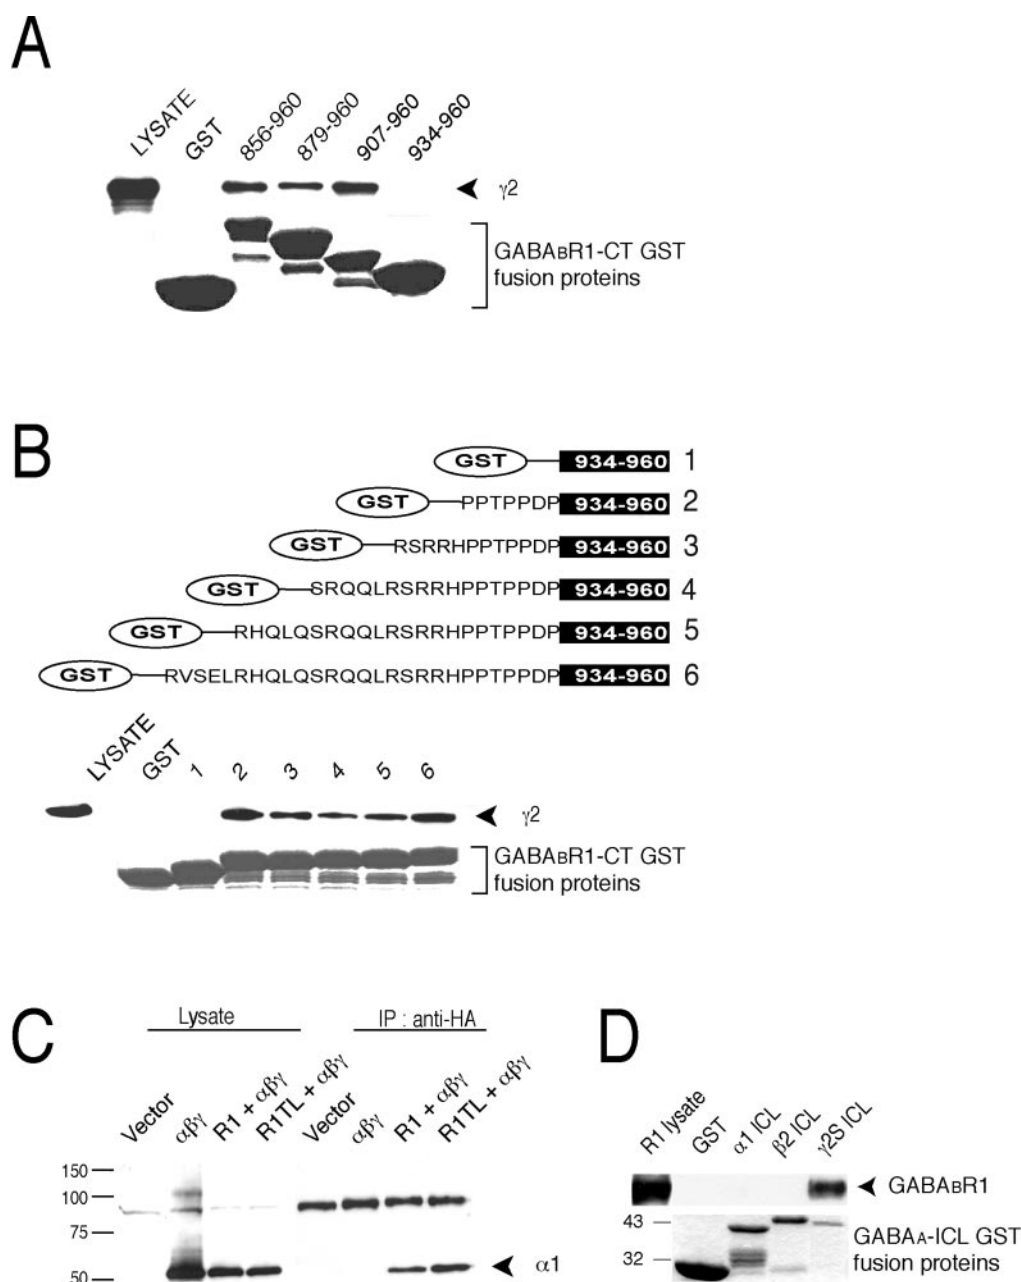 A
LYSATE GST 856-960 879-960 907-960 934-960
γ2
GABABR1-CT GST
fusion proteins
B
GST 934-960 1
GST PPTPPDP 934-960 2
GST RSRRHPPTPPDP 934-960 3
GST SRQQLRSRRHPPTPPDP 934-960 4
GST RHQLQSRQQLRSRRHPPTPPDP 934-960 5
GST RVSELRHQLQSRQQLRSRRHPPTPPDP 934-960 6
LYSATE GST 1 2 3 4 5 6
γ2
GABABR1-CT GST
fusion proteins
C
Lysate IP : anti-HA
Vector αβγ R1 + αβγ R1TL + αβγ Vector αβγ R1 + αβγ R1TL + αβγ
150
100
75
50
α1
D
R1 lysate GST α1 ICL β2 ICL γ2S ICL
GABABR1
43
32
GABAA-ICL GST
fusion proteins